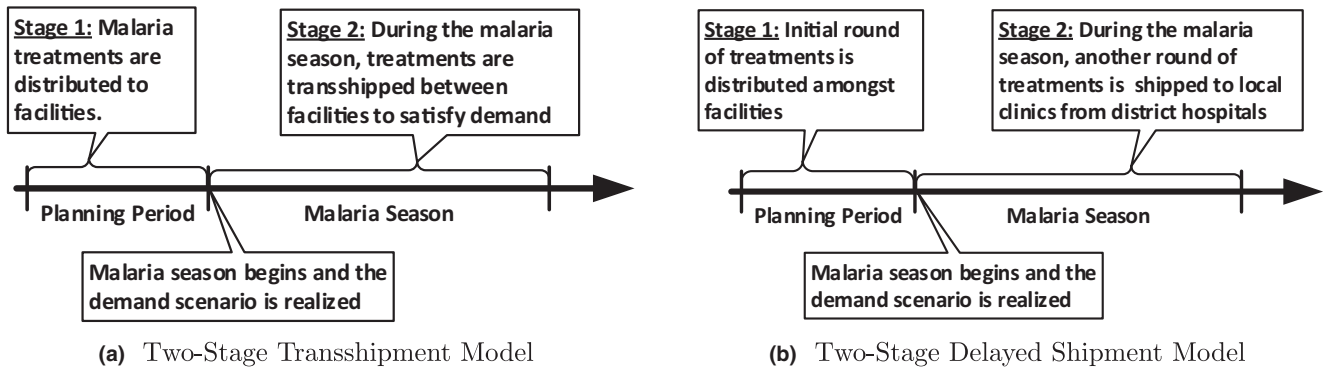 Stage 1: Malaria
treatments are
distributed to
facilities.
Stage 2: During the malaria
season, treatments are
transshipped between
facilities to satisfy demand
Planning Period
Malaria Season
Malaria season begins and the
demand scenario is realized
(a) Two-Stage Transshipment Model
Stage 1: Initial round
of treatments is
distributed amongst
facilities
Stage 2: During the malaria
season, another round of
treatments is shipped to local
clinics from district hospitals
Planning Period
Malaria Season
Malaria season begins and the
demand scenario is realized
(b) Two-Stage Delayed Shipment Model